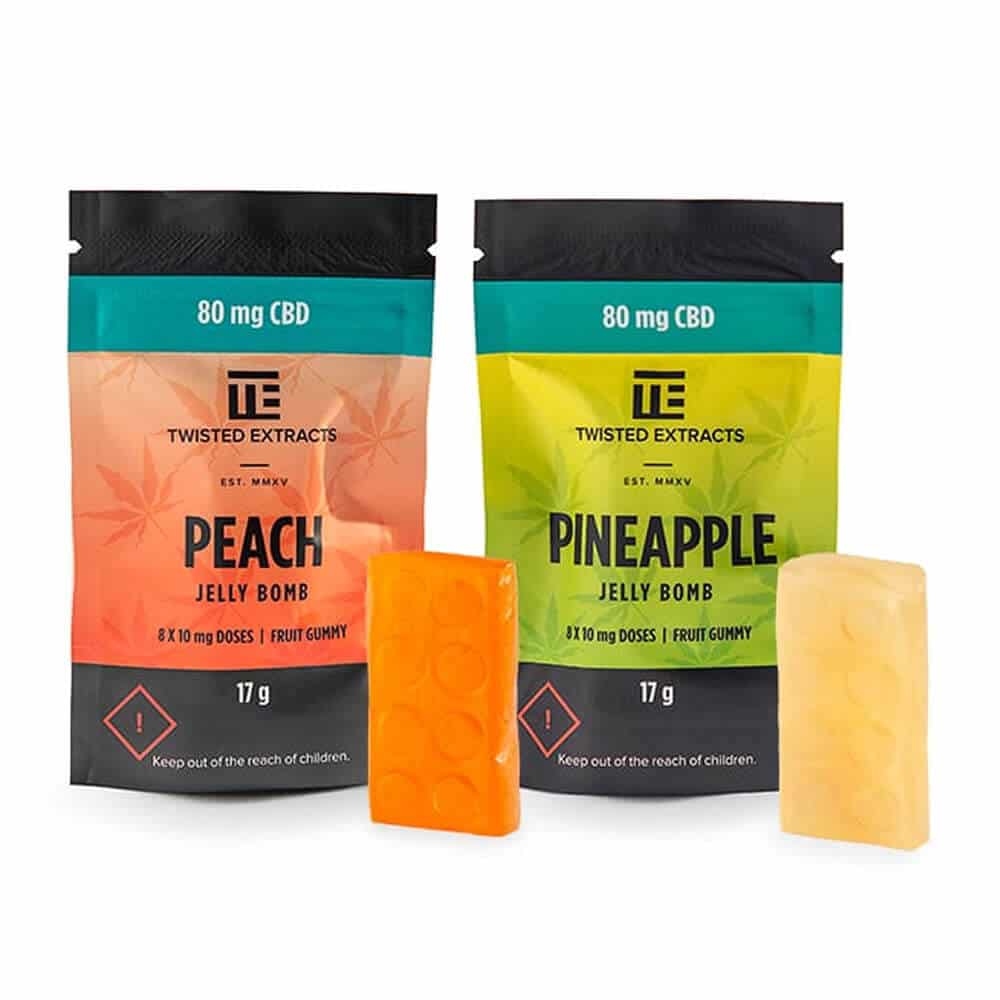 80 mg CBD
TE
TWISTED EXTRACTS
EST. MMXV
PEACH
JELLY BOMB
8 X 10 mg DOSES | FRUIT GUMMY
17 g
!
Keep out of the reach of children.
80 mg CBD
TE
TWISTED EXTRACTS
EST. MMXV
PINEAPPLE
JELLY BOMB
8 X 10 mg DOSES | FRUIT GUMMY
17 g
!
Keep out of the reach of children.